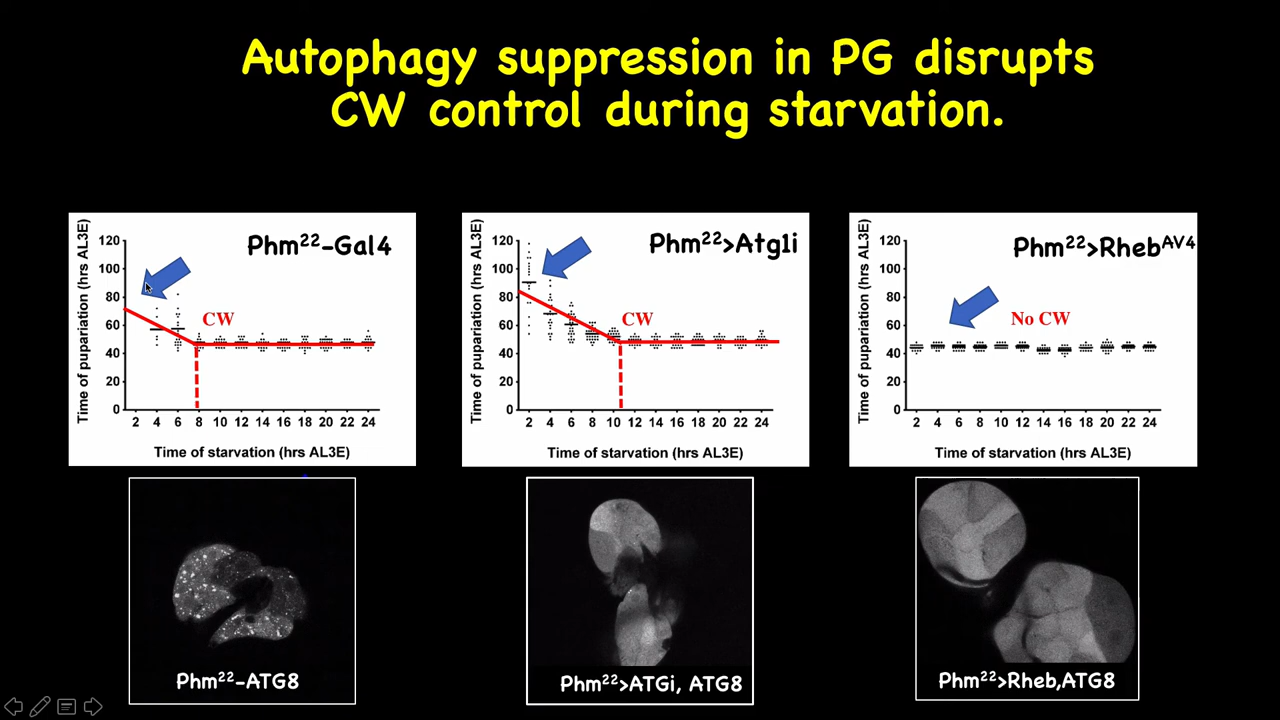 Autophagy suppression in PG disrupts
CW control during starvation.
Phm²²-Gal4
Time of pupariation (hrs AL3E)
120
100
80
60
40
20
0
CW
2 4 6 8 10 12 14 16 18 20 22 24
Time of starvation (hrs AL3E)
Phm²²>Atg1i
Time of pupariation (hrs AL3E)
120
100
80
60
40
20
0
CW
2 4 6 8 10 12 14 16 18 20 22 24
Time of starvation (hrs AL3E)
Phm²²>Rhebᴬⱽ⁴
Time of pupariation (hrs AL3E)
120
100
80
60
40
20
0
No CW
2 4 6 8 10 12 14 16 18 20 22 24
Time of starvation (hrs AL3E)
Phm²²-ATG8
Phm²²>ATGi, ATG8
Phm²²>Rheb,ATG8